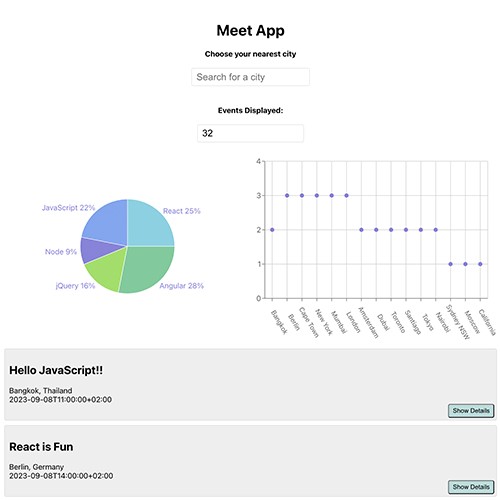 Meet App
Choose your nearest city
Search for a city
Events Displayed:
32
JavaScript 22%
React 25%
Node 9%
jQuery 16%
Angular 28%
4
3
2
1
0
Bangkok
Berlin
Cape Town
New York
Mumbai
London
Amsterdam
Dubai
Toronto
Santiago
Tokyo
Nairobi
Sydney NSW
Moscow
California
Hello JavaScript!!
Bangkok, Thailand
2023-09-08T11:00:00+02:00
Show Details
React is Fun
Berlin, Germany
2023-09-08T14:00:00+02:00
Show Details